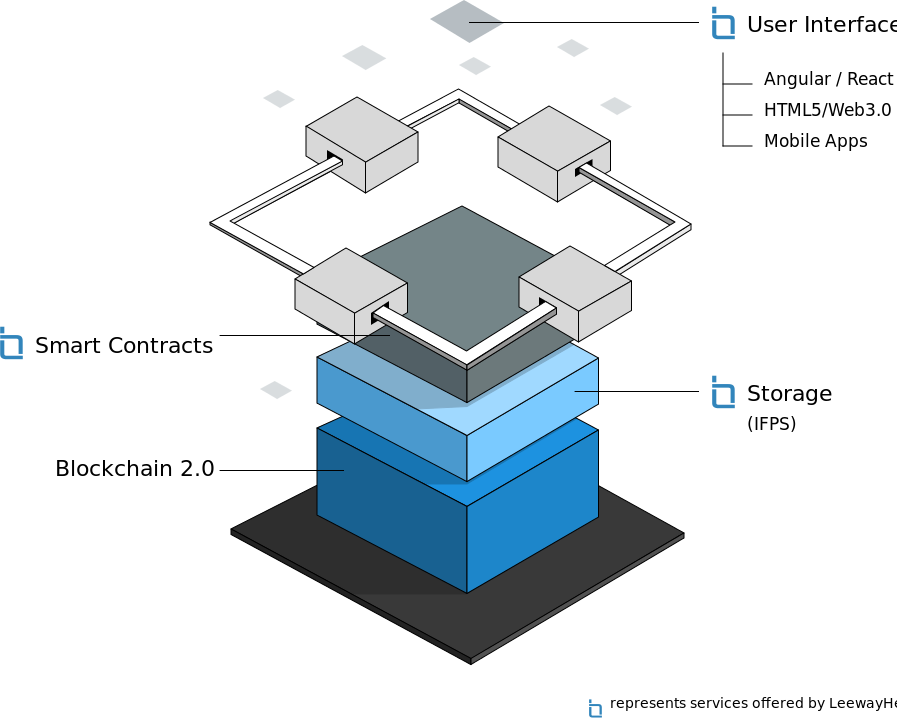 User Interface
Angular / React
HTML5/Web3.0
Mobile Apps
Smart Contracts
Storage
(IFPS)
Blockchain 2.0
represents services offered by LeewayHe